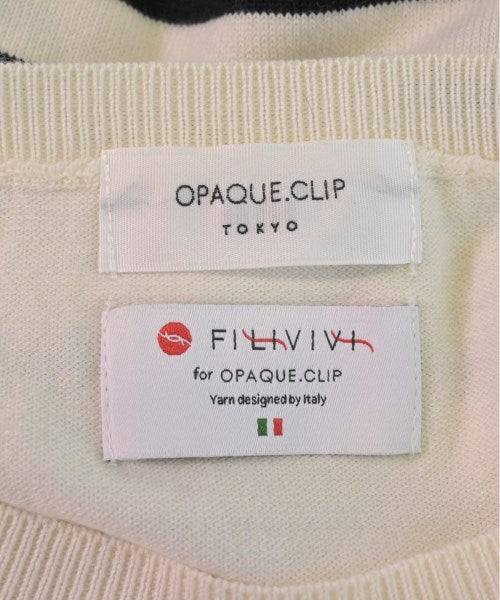 OPAQUE.CLIP
TOKYO
FILIVIVI
for OPAQUE.CLIP
Yarn designed by Italy